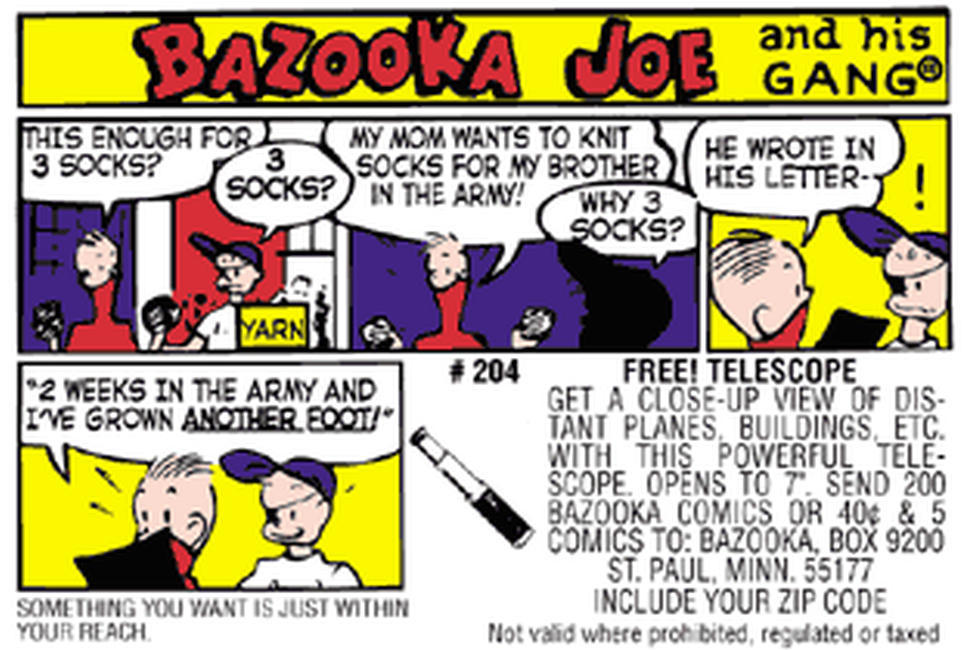 BAZOOKA JOE and his
GANG®
THIS ENOUGH FOR
3 SOCKS?
3
SOCKS?
YARN
MY MOM WANTS TO KNIT
SOCKS FOR MY BROTHER
IN THE ARMY!
WHY 3
SOCKS?
HE WROTE IN
HIS LETTER--
!
"2 WEEKS IN THE ARMY AND
I'VE GROWN ANOTHER FOOT!"
SOMETHING YOU WANT IS JUST WITHIN
YOUR REACH.
# 204
FREE! TELESCOPE
GET A CLOSE-UP VIEW OF DIS-
TANT PLANES, BUILDINGS, ETC.
WITH THIS POWERFUL TELE-
SCOPE. OPENS TO 7". SEND 200
BAZOOKA COMICS OR 40¢ & 5
COMICS TO: BAZOOKA, BOX 9200
ST. PAUL, MINN. 55177
INCLUDE YOUR ZIP CODE
Not valid where prohibited, regulated or taxed